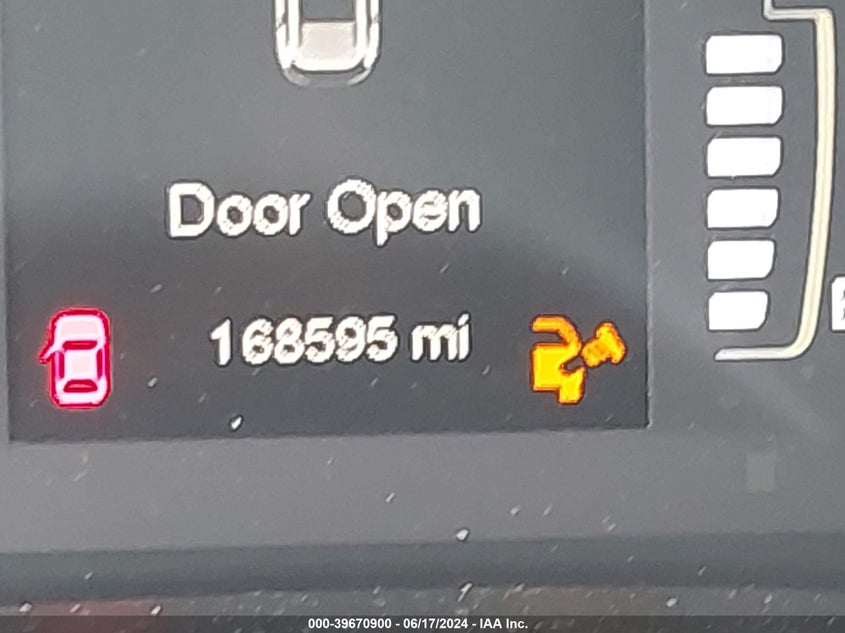 Door Open
168595 mi
000-39670900 - 06/17/2024 - IAA Inc.